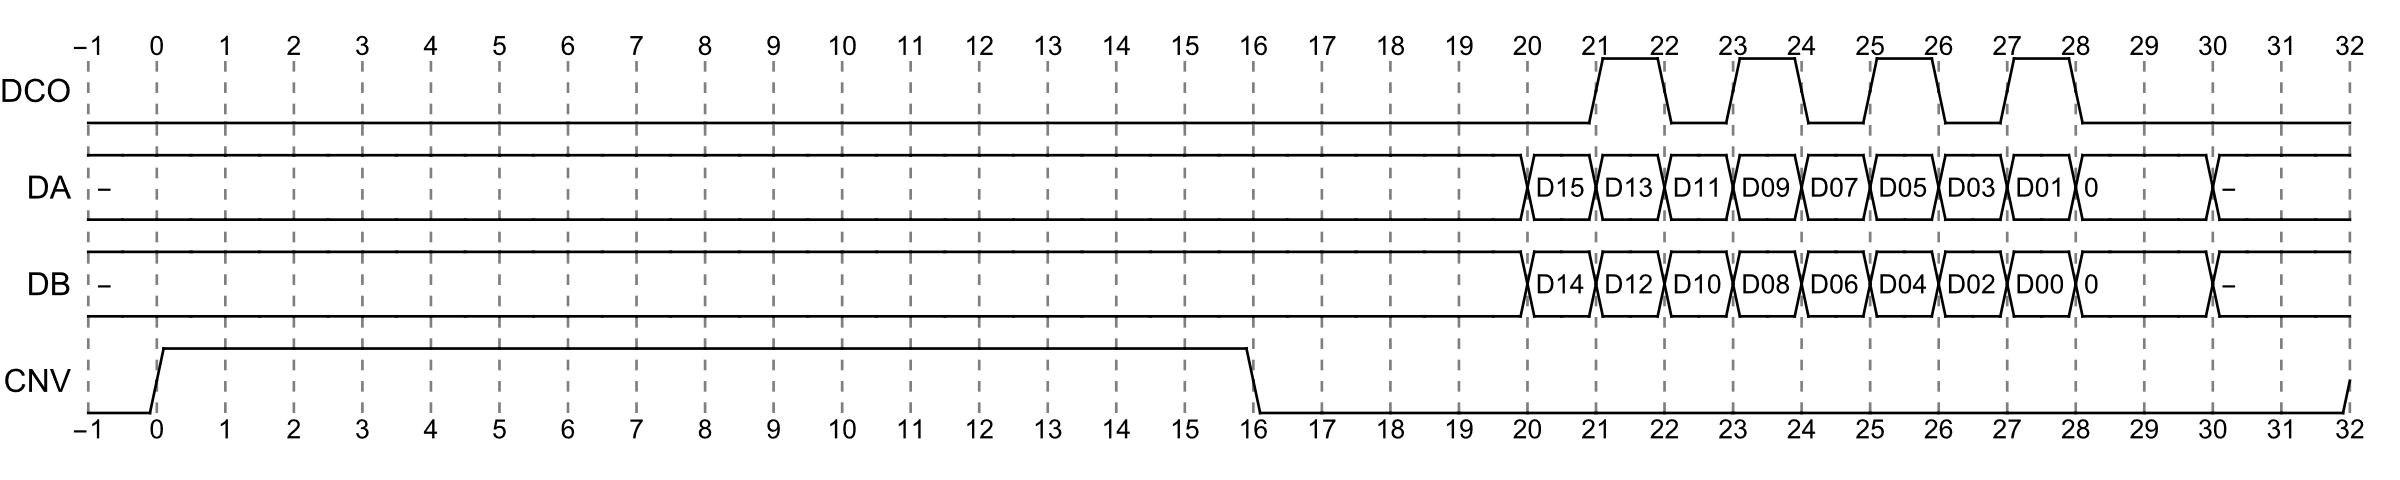 –1 0 1 2 3 4 5 6 7 8 9 10 11 12 13 14 15 16 17 18 19 20 21 22 23 24 25 26 27 28 29 30 31 32
DCO
DA – D15 D13 D11 D09 D07 D05 D03 D01 0 –
DB – D14 D12 D10 D08 D06 D04 D02 D00 0 –
CNV
–1 0 1 2 3 4 5 6 7 8 9 10 11 12 13 14 15 16 17 18 19 20 21 22 23 24 25 26 27 28 29 30 31 32